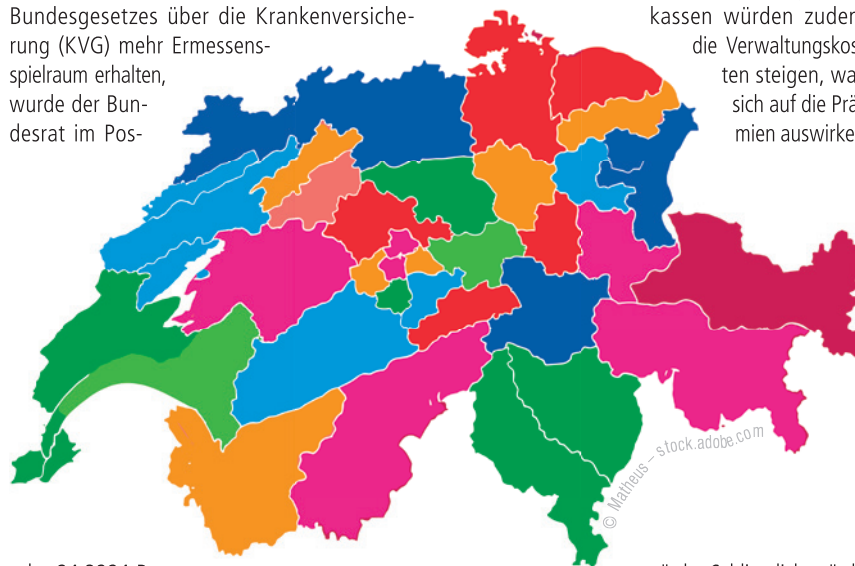 Bundesgesetzes über die Krankenversiche-
rung (KVG) mehr Ermessens-
spielraum erhalten,
wurde der Bun-
desrat im Pos-
kassen würden zudem
die Verwaltungskos
ten steigen, wa
sich auf die Prä
mien auswirke
© Matheus – stock.adobe.com